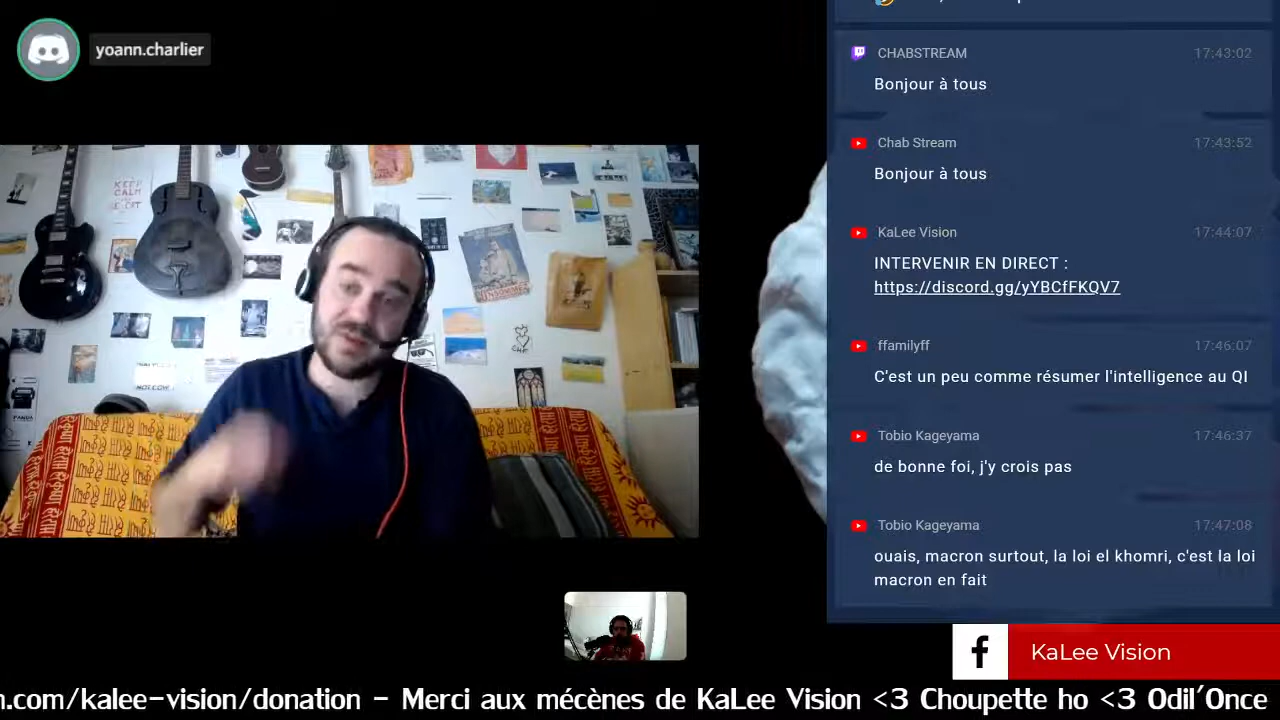 yoann.charlier
CHABSTREAM 17:43:02
Bonjour à tous
Chab Stream 17:43:52
Bonjour à tous
KaLee Vision 17:44:07
INTERVENIR EN DIRECT :
https://discord.gg/yYBCfFKQV7
ffamilyff 17:46:07
C'est un peu comme résumer l'intelligence au QI
Tobio Kageyama 17:46:37
de bonne foi, j'y crois pas
Tobio Kageyama 17:47:08
ouais, macron surtout, la loi el khomri, c'est la loi
macron en fait
KEEP
CALM
KaLee Vision
.com/kalee-vision/donation - Merci aux mécènes de KaLee Vision <3 Choupette ho <3 Odil'Once